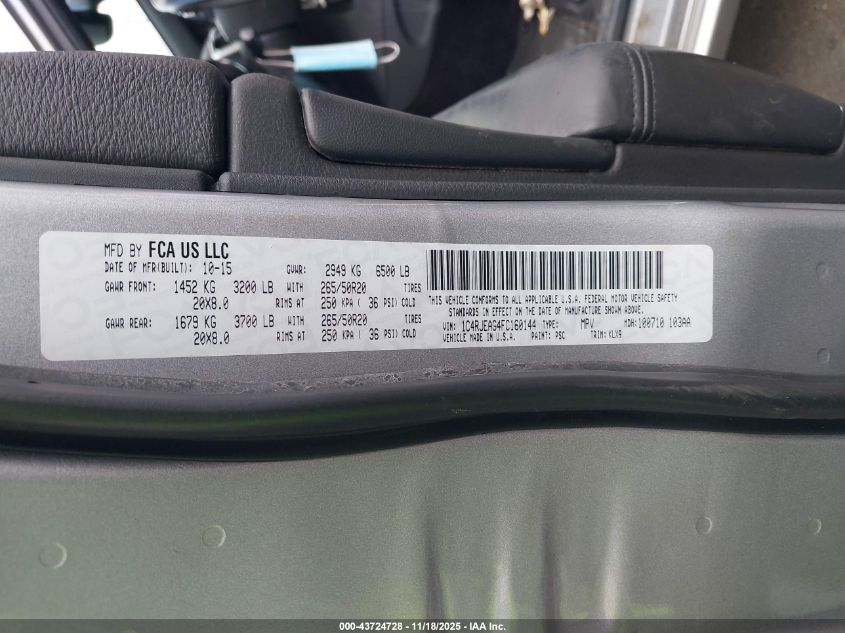 MFD BY FCA US LLC
DATE OF MFR(BUILT): 10-15 GVWR: 2949 KG 6500 LB
GAWR FRONT: 1452 KG 3200 LB WITH 265/50R20 TIRES
20X8.0 RIMS AT 250 KPA ( 36 PSI) COLD
GAWR REAR: 1679 KG 3700 LB WITH 265/50R20 TIRES
20X8.0 RIMS AT 250 KPA ( 36 PSI) COLD
THIS VEHICLE CONFORMS TO ALL APPLICABLE U.S.A. FEDERAL MOTOR VEHICLE SAFETY
STANDARDS IN EFFECT ON THE DATE OF MANUFACTURE SHOWN ABOVE.
VIN: 1C4RJEAG4FC160144 TYPE: MPV MDH: 100710 103AA
VEHICLE MADE IN U.S.A. PAINT: PSC TRIM: KLX9
000-43724728 - 11/18/2025 - IAA Inc.